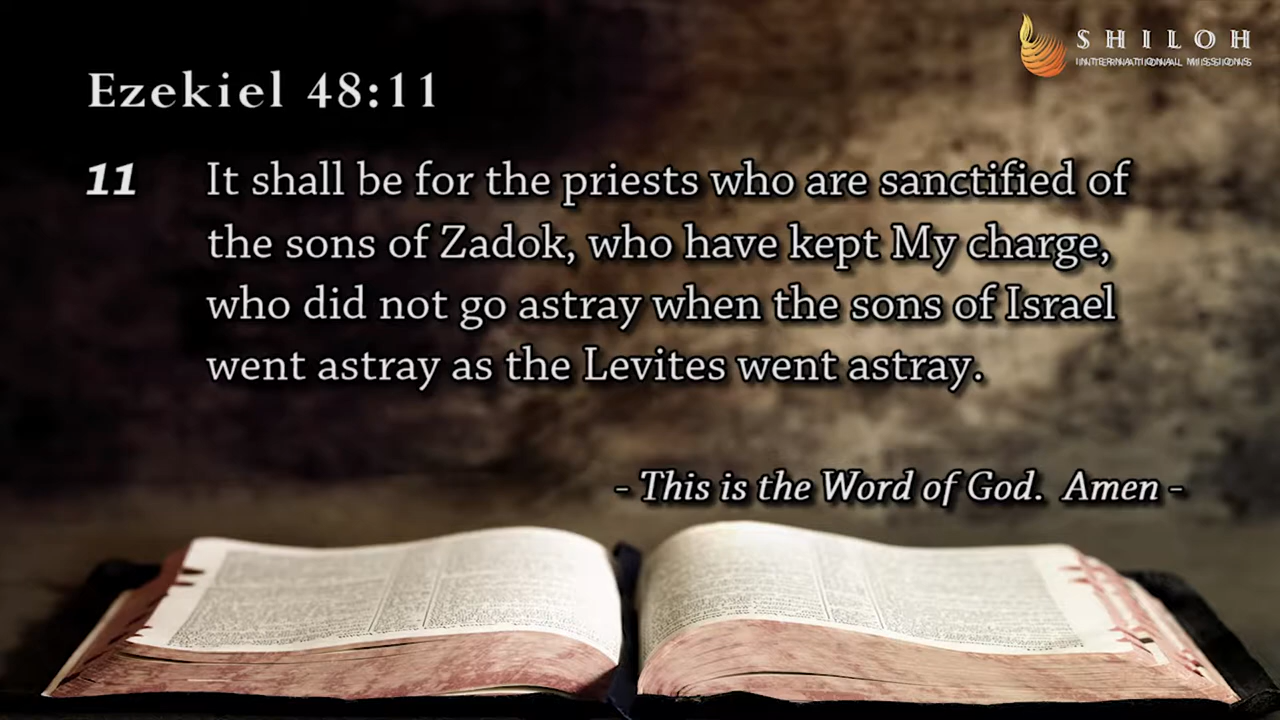 SHILOH
INTERNATIONAL MISSIONS
Ezekiel 48:11
11 It shall be for the priests who are sanctified of
the sons of Zadok, who have kept My charge,
who did not go astray when the sons of Israel
went astray as the Levites went astray.
- This is the Word of God. Amen -